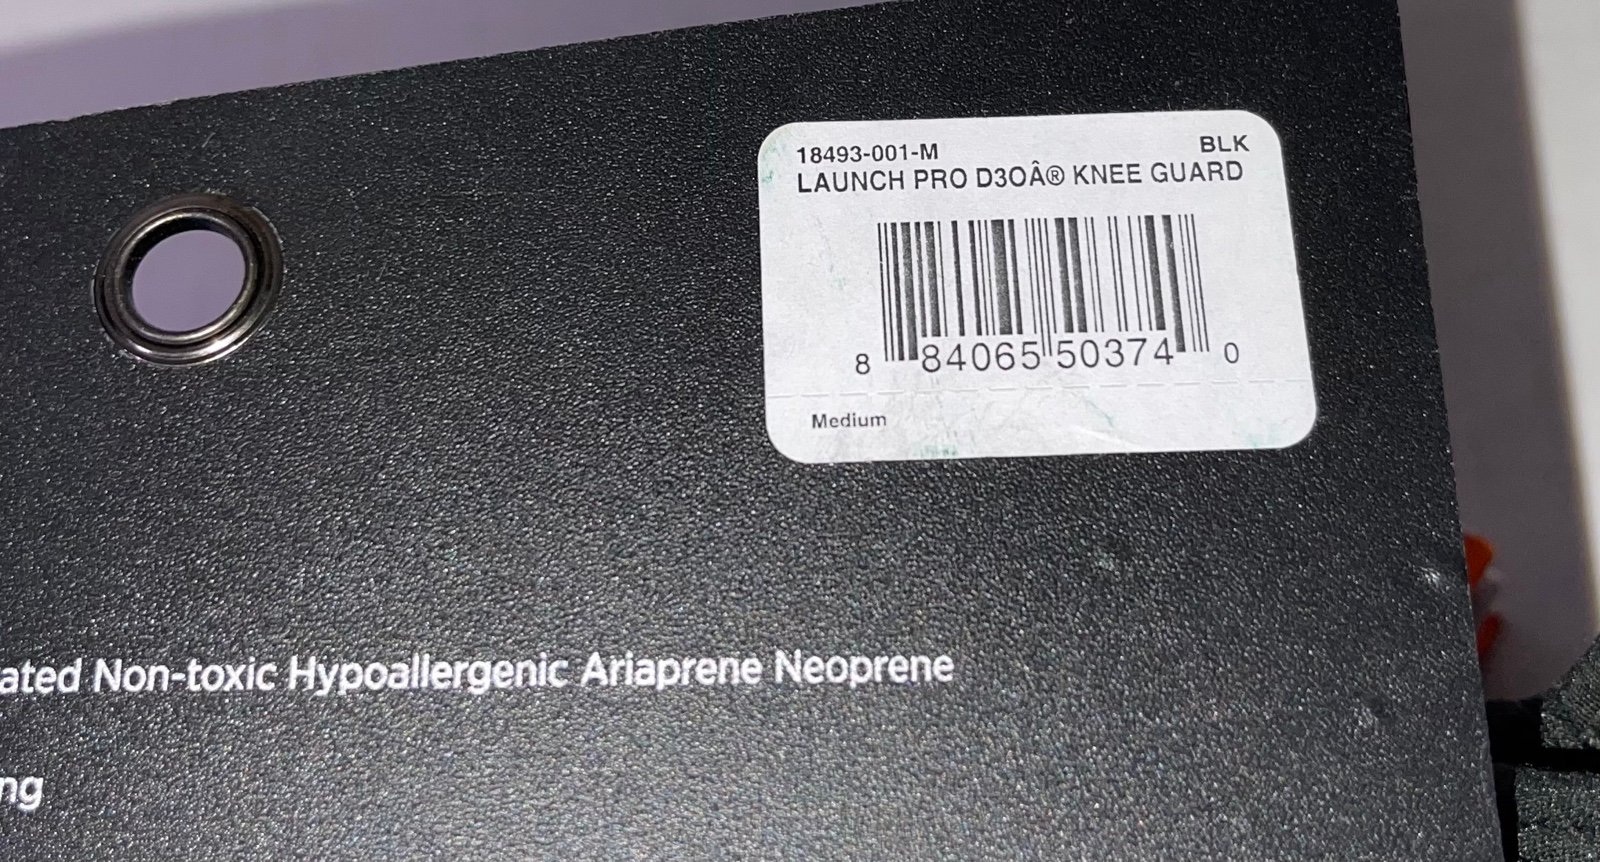 18493-001-M BLK
LAUNCH PRO D3OÂ® KNEE GUARD
8 84065 50374 0
Medium
ated Non-toxic Hypoallergenic Ariaprene Neoprene
ng